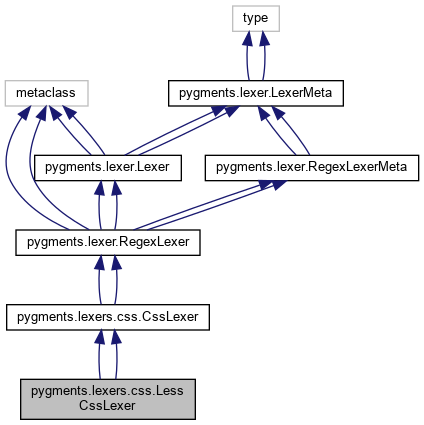 type
metaclass
pygments.lexer.LexerMeta
pygments.lexer.Lexer
pygments.lexer.RegexLexerMeta
pygments.lexer.RegexLexer
pygments.lexers.css.CssLexer
pygments.lexers.css.Less
CssLexer